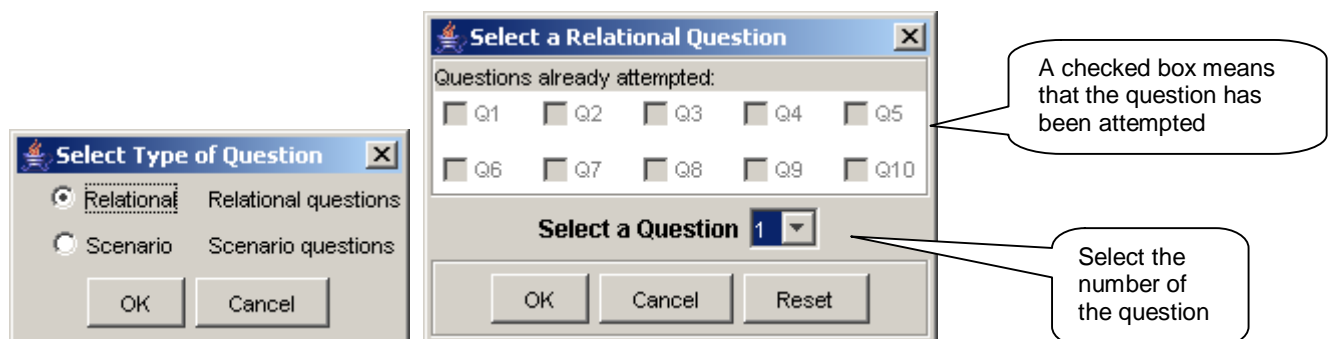 Select Type of Question
Relational Relational questions
Scenario Scenario questions
OK Cancel
Select a Relational Question
Questions already attempted:
Q1 Q2 Q3 Q4 Q5
Q6 Q7 Q8 Q9 Q10
Select a Question 1
OK Cancel Reset
A checked box means
that the question has
been attempted
Select the
number of
the question